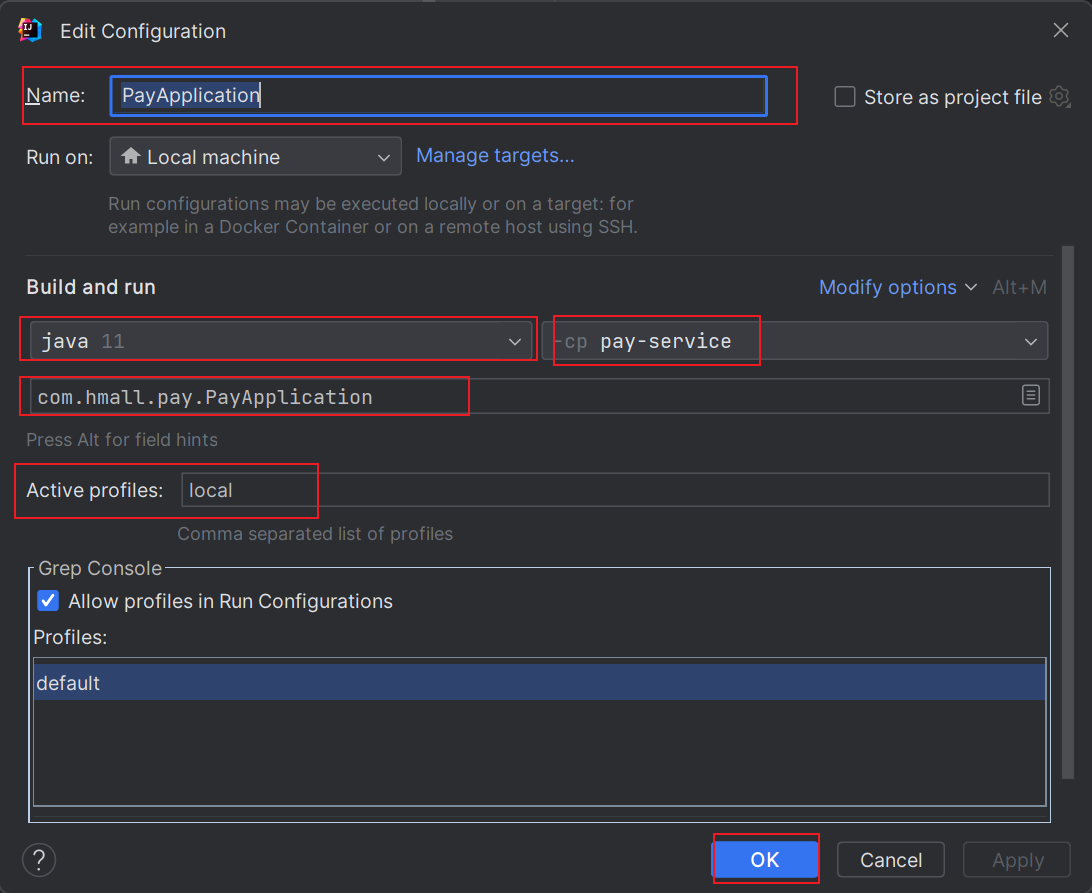 Edit Configuration
Name: PayApplication
Store as project file
Run on: Local machine Manage targets...
Run configurations may be executed locally or on a target: for
example in a Docker Container or on a remote host using SSH.
Build and run Modify options Alt+M
java 11 -cp pay-service
com.hmall.pay.PayApplication
Press Alt for field hints
Active profiles: local
Comma separated list of profiles
Grep Console
Allow profiles in Run Configurations
Profiles:
default
? OK Cancel Apply